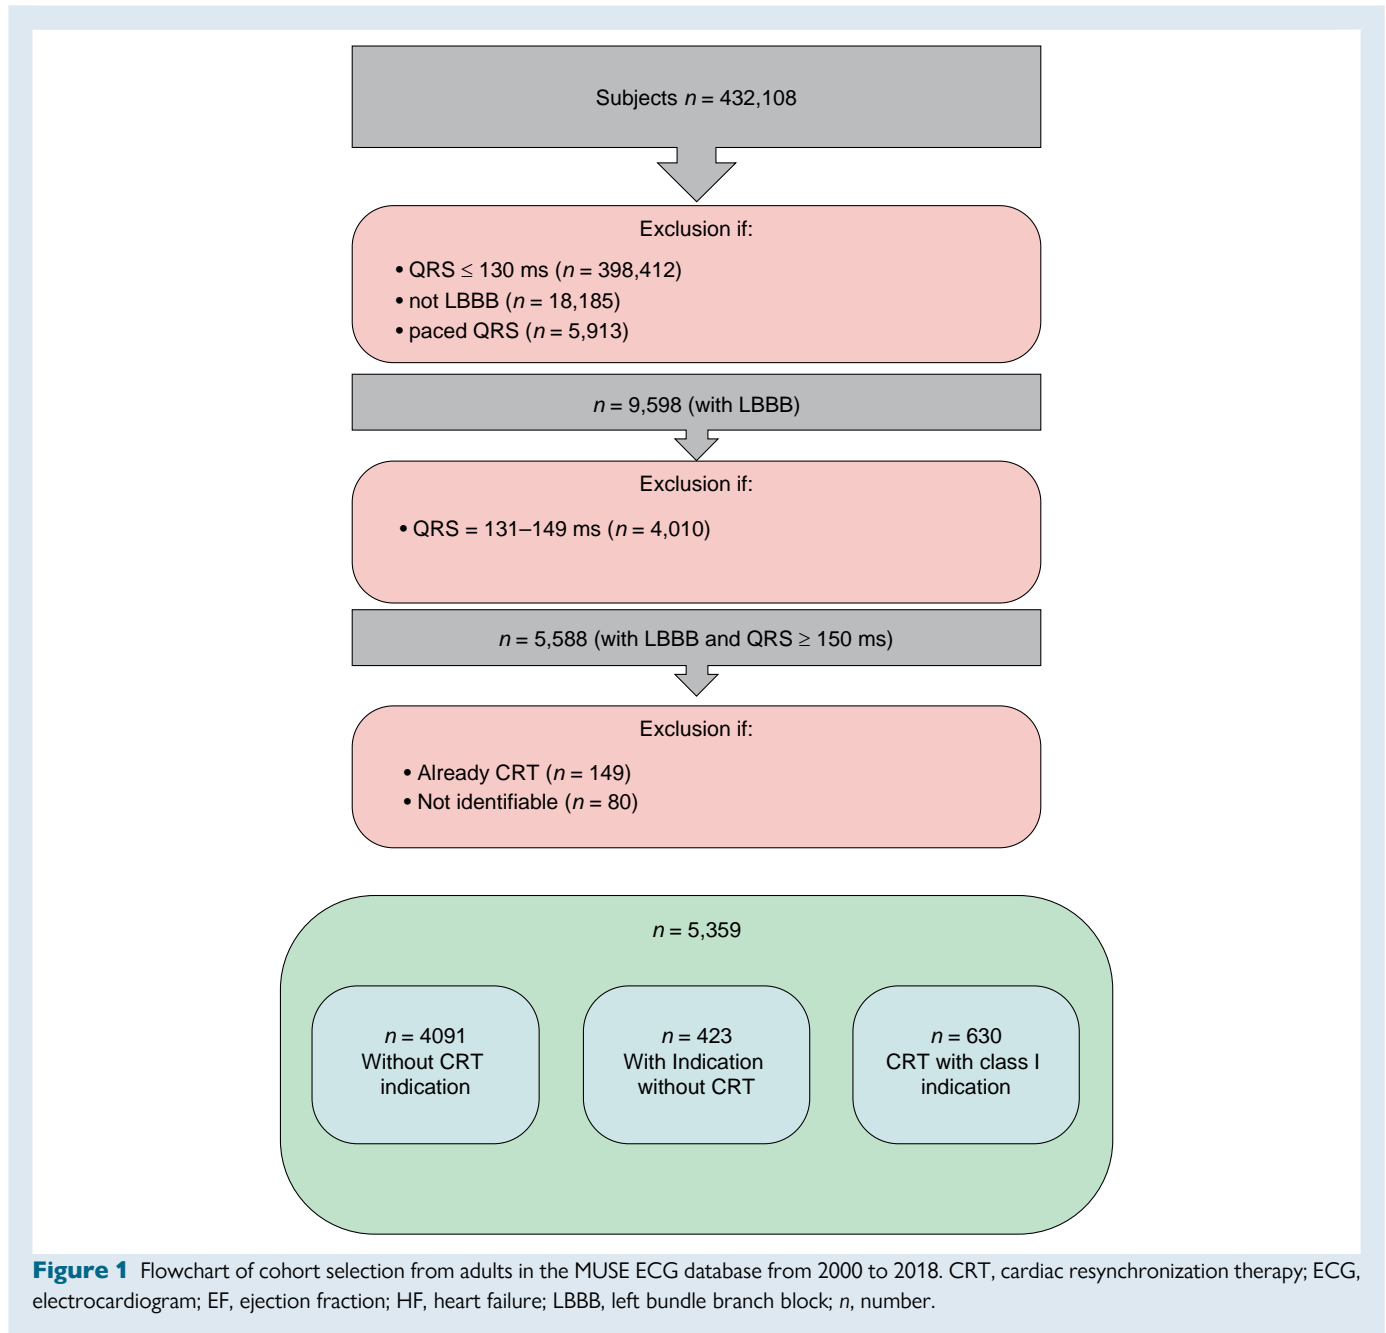 Subjects n = 432,108
Exclusion if:
• QRS ≤ 130 ms (n = 398,412)
• not LBBB (n = 18,185)
• paced QRS (n = 5,913)
n = 9,598 (with LBBB)
Exclusion if:
• QRS = 131–149 ms (n = 4,010)
n = 5,588 (with LBBB and QRS ≥ 150 ms)
Exclusion if:
• Already CRT (n = 149)
• Not identifiable (n = 80)
n = 5,359
n = 4091
Without CRT
indication
n = 423
With Indication
without CRT
n = 630
CRT with class I
indication
Figure 1 Flowchart of cohort selection from adults in the MUSE ECG database from 2000 to 2018. CRT, cardiac resynchronization therapy; ECG,
electrocardiogram; EF, ejection fraction; HF, heart failure; LBBB, left bundle branch block; n, number.